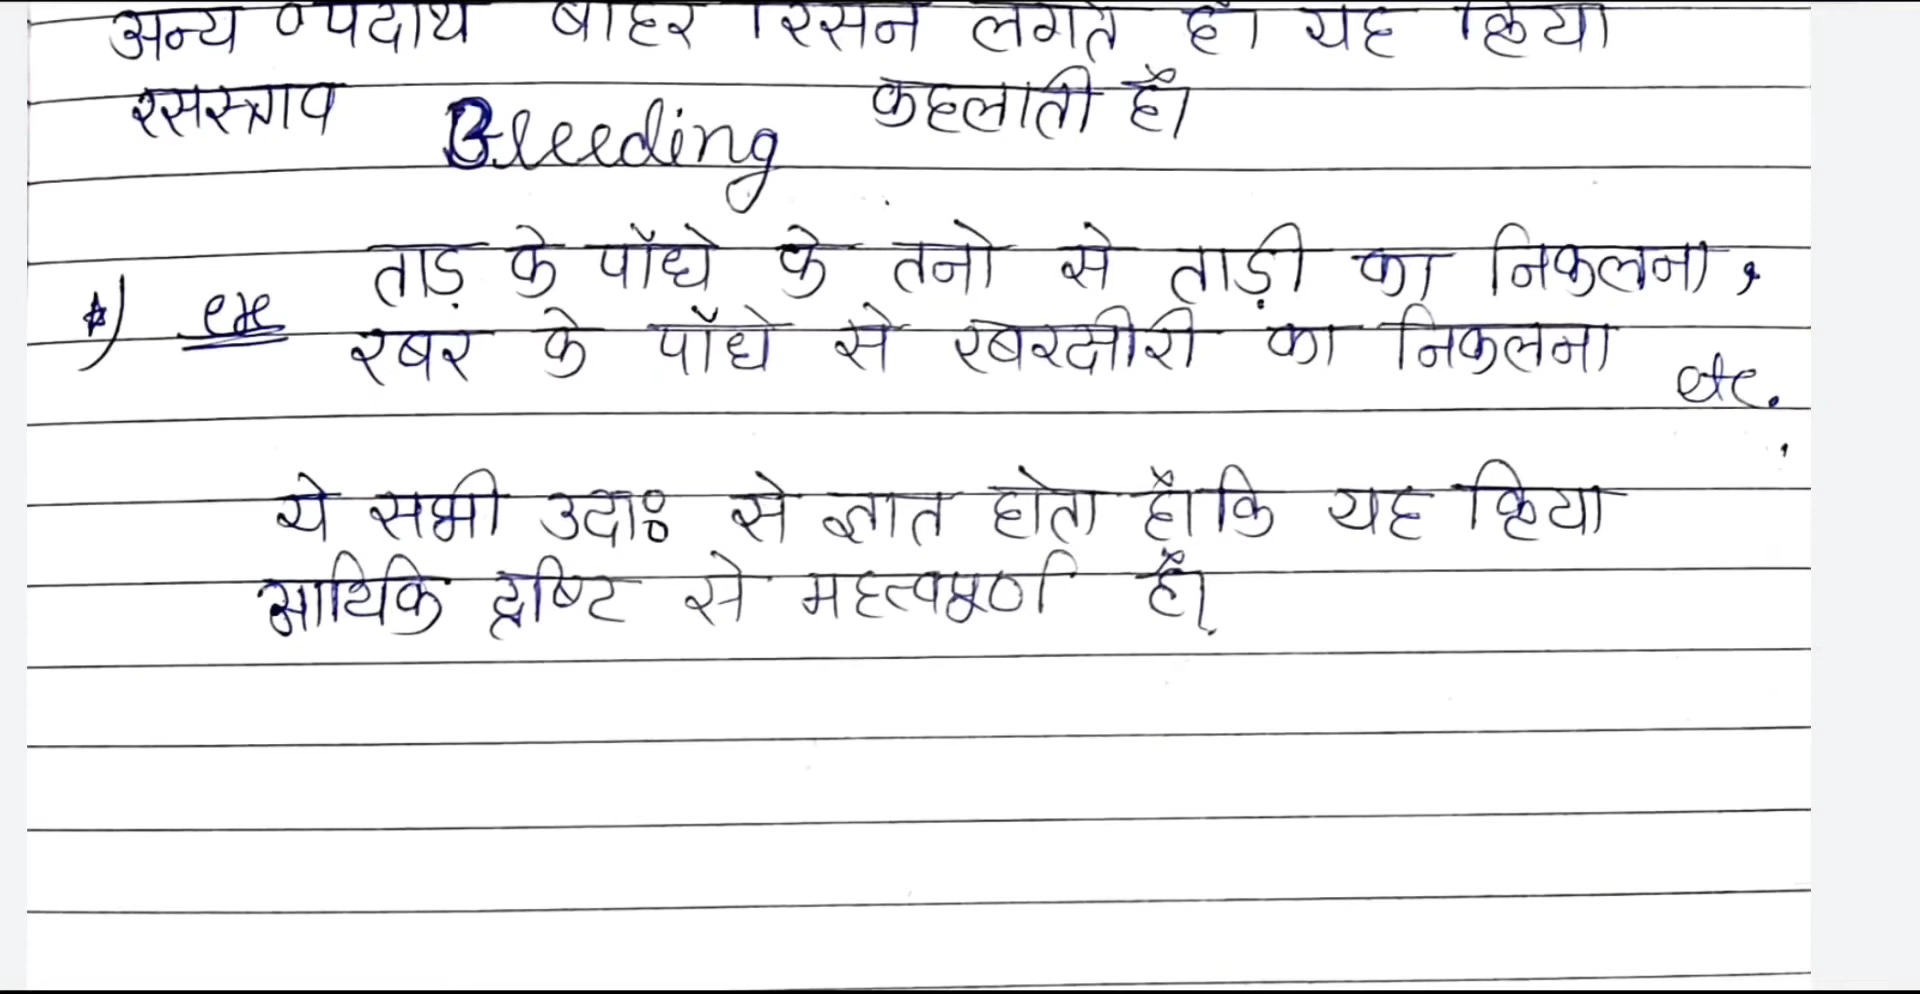 अन्य पदार्थ बाहर रिसने लगते है। यह क्रिया
रसस्त्राव Bleeding कहलाती है।
ताड़ के पौधे के तनो से ताड़ी का निकलना,
*) ex रबर के पौधे से रबरक्षीरी का निकलना etc.
ये सभी उदाः से ज्ञात होता है। कि यह क्रिया
आर्थिक द्रष्टि से महत्वपूर्ण है।